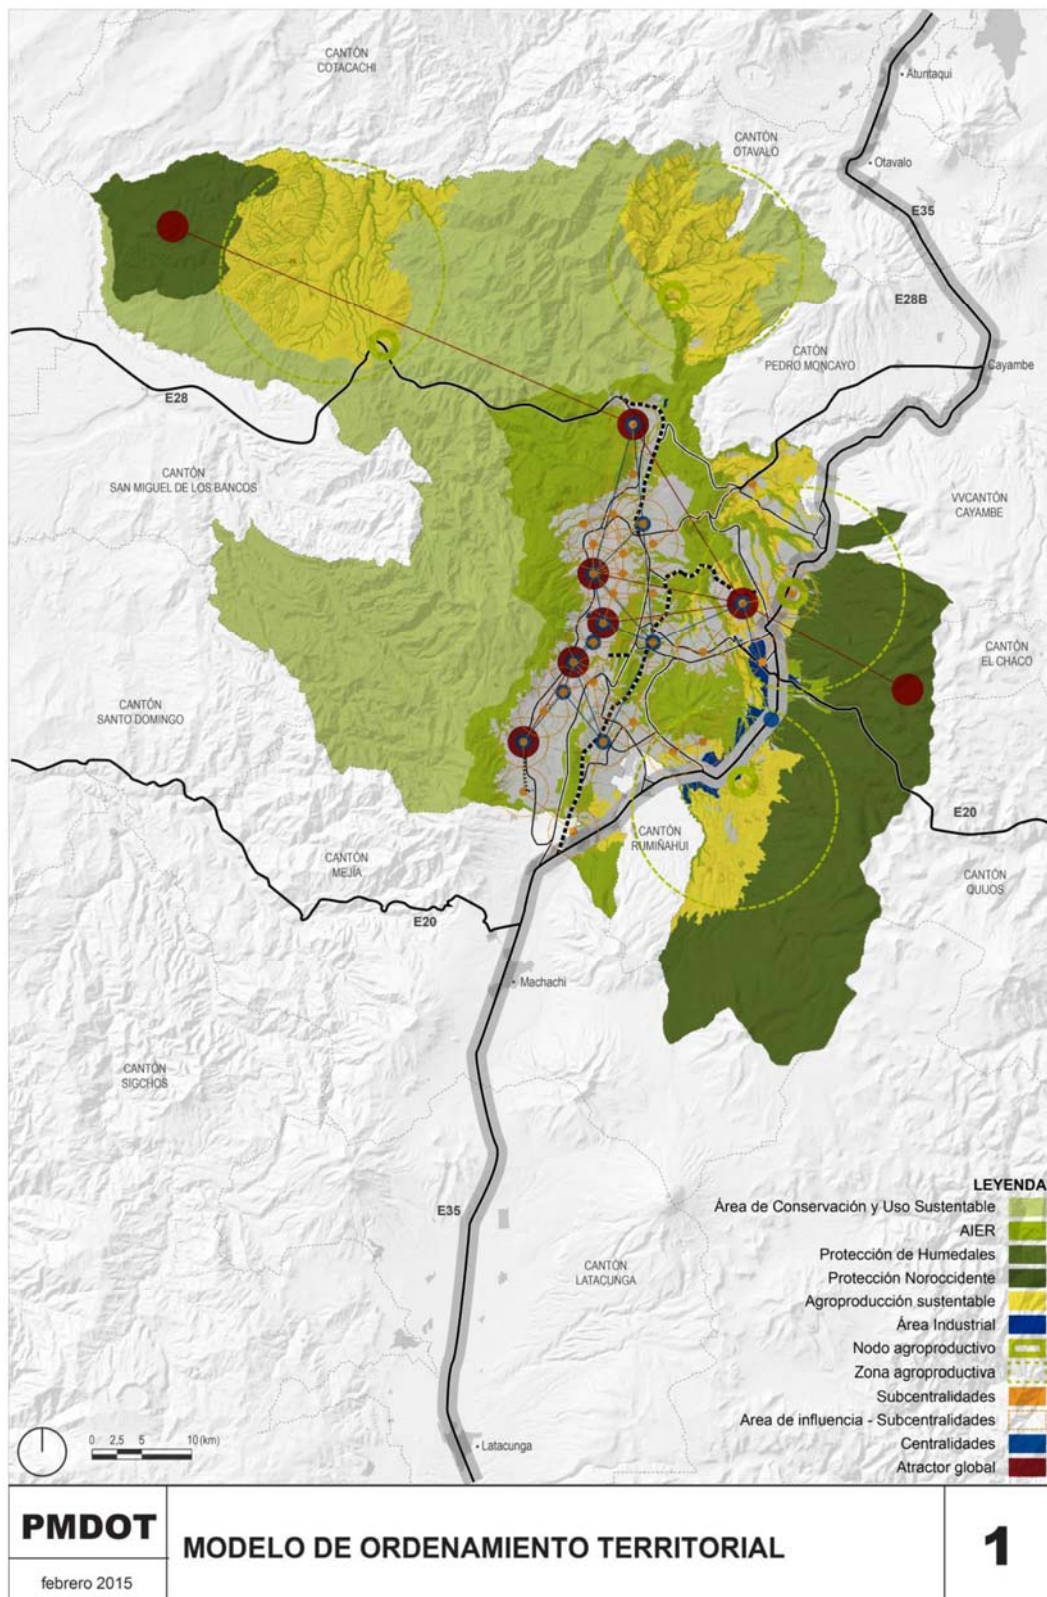 CANTÓN
COTACACHI
Atuntaqui
CANTÓN
OTAVALO
Otavalo
E35
E28B
CATÓN
PEDRO MONCAYO
Cayambe
E28
CANTÓN
SAN MIGUEL DE LOS BANCOS
VVCANTÓN
CAYAMBE
CANTÓN
EL CHACO
CANTÓN
SANTO DOMINGO
E20
CANTÓN
RUMIÑAHUI
CANTÓN
MEJÍA
CANTÓN
QUIJOS
E20
Machachi
CANTÓN
SIGCHOS
E35
CANTÓN
LATACUNGA
Latacunga
LEYENDA
Área de Conservación y Uso Sustentable
AIER
Protección de Humedales
Protección Noroccidente
Agroproducción sustentable
Área Industrial
Nodo agroproductivo
Zona agroproductiva
Subcentralidades
Area de influencia - Subcentralidades
Centralidades
Atractor global
0 2,5 5 10 (km)
PMDOT
febrero 2015
MODELO DE ORDENAMIENTO TERRITORIAL
1